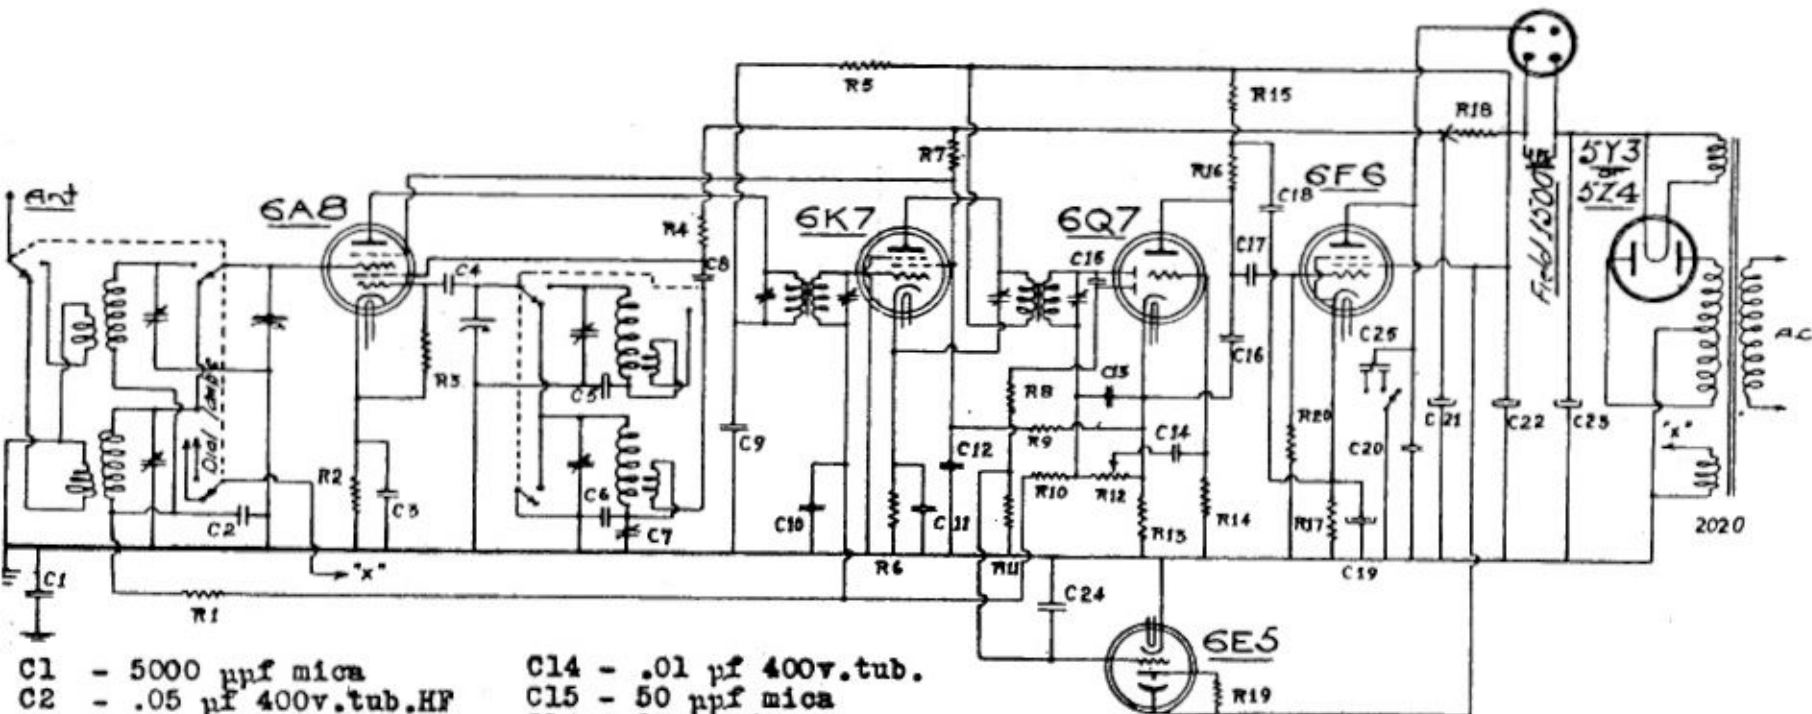 Ant
6A8
6K7
6Q7
6F6
5Y3
or
5Z4
Field 1500
R5
R15
R18
R7
R16
R4
C8
C4
C15
C17
C18
C16
C25
R3
C5
R8
C13
R9
C14
R20
C20
C21
C22
C23
"x"
AC
R2
C3
C2
C6
C7
C9
C10
C11
C12
R10
R12
R13
R14
R17
C19
2020
C1
"x"
R1
R6
R11
C24
6E5
R19
C1 - 5000 µµf mica
C2 - .05 µf 400v.tub.HF
C14 - .01 µf 400v.tub.
C15 - 50 µµf mica